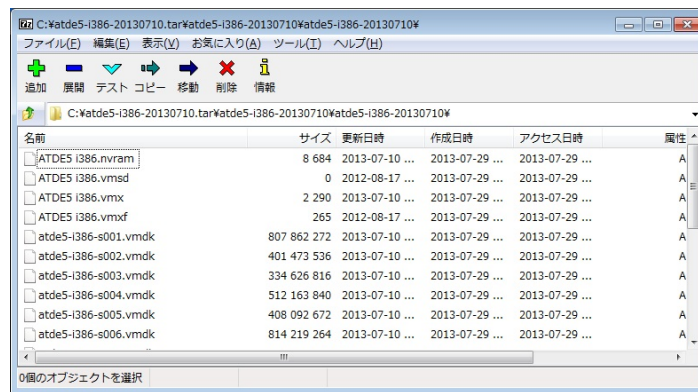 C:¥atde5-i386-20130710.tar¥atde5-i386-20130710¥atde5-i386-20130710¥
ファイル(F) 編集(E) 表示(V) お気に入り(A) ツール(T) ヘルプ(H)
追加 展開 テスト コピー 移動 削除 情報
C:¥atde5-i386-20130710.tar¥atde5-i386-20130710¥atde5-i386-20130710¥
名前 サイズ 更新日時 作成日時 アクセス日時 属性
ATDE5 i386.nvram 8 684 2013-07-10 ... 2013-07-29 ... 2013-07-29 ... A
ATDE5 i386.vmsd 0 2012-08-17 ... 2013-07-29 ... 2013-07-29 ... A
ATDE5 i386.vmx 2 290 2013-07-10 ... 2013-07-29 ... 2013-07-29 ... A
ATDE5 i386.vmxf 265 2012-08-17 ... 2013-07-29 ... 2013-07-29 ... A
atde5-i386-s001.vmdk 807 862 272 2013-07-10 ... 2013-07-29 ... 2013-07-29 ... A
atde5-i386-s002.vmdk 401 473 536 2013-07-10 ... 2013-07-29 ... 2013-07-29 ... A
atde5-i386-s003.vmdk 334 626 816 2013-07-10 ... 2013-07-29 ... 2013-07-29 ... A
atde5-i386-s004.vmdk 512 163 840 2013-07-10 ... 2013-07-29 ... 2013-07-29 ... A
atde5-i386-s005.vmdk 408 092 672 2013-07-10 ... 2013-07-29 ... 2013-07-29 ... A
atde5-i386-s006.vmdk 814 219 264 2013-07-10 ... 2013-07-29 ... 2013-07-29 ... A
0個のオブジェクトを選択